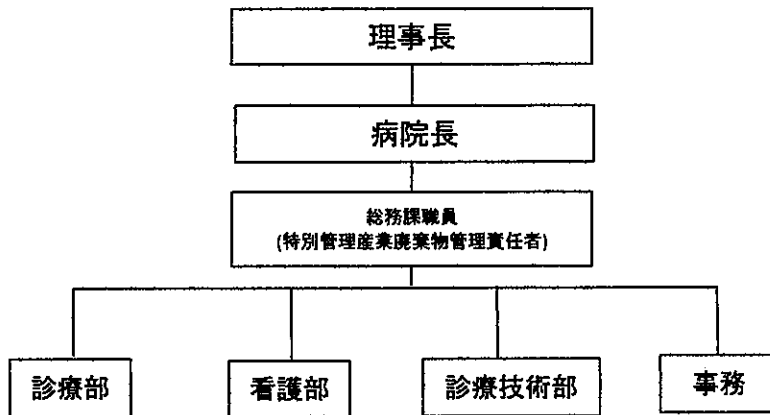 理事長
病院長
総務課職員
(特別管理産業廃棄物管理責任者)
診療部
看護部
診療技術部
事務